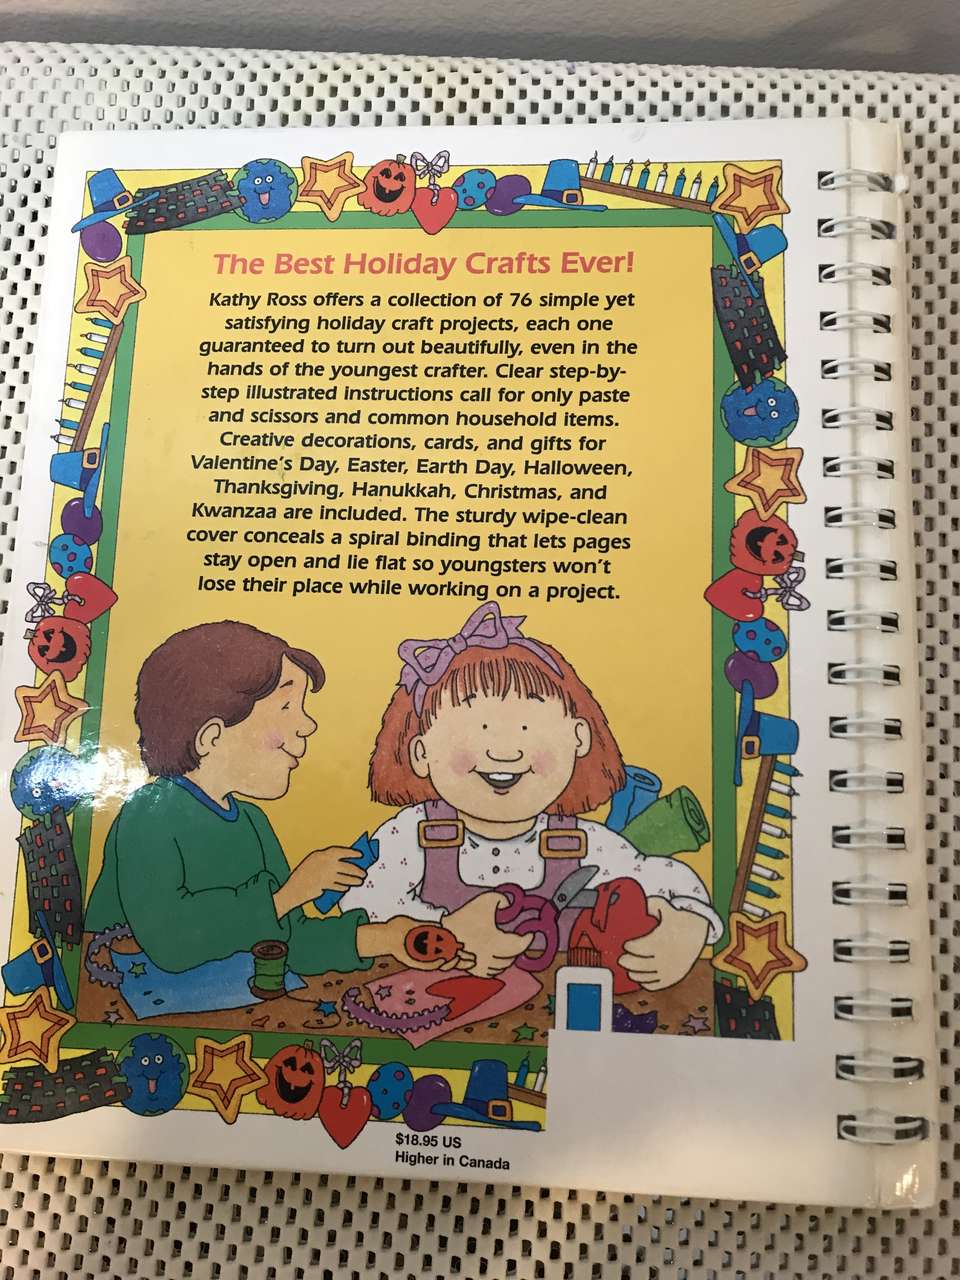 The Best Holiday Crafts Ever!
Kathy Ross offers a collection of 76 simple yet
satisfying holiday craft projects, each one
guaranteed to turn out beautifully, even in the
hands of the youngest crafter. Clear step-by-
step illustrated instructions call for only paste
and scissors and common household items.
Creative decorations, cards, and gifts for
Valentine's Day, Easter, Earth Day, Halloween,
Thanksgiving, Hanukkah, Christmas, and
Kwanzaa are included. The sturdy wipe-clean
cover conceals a spiral binding that lets pages
stay open and lie flat so youngsters won't
lose their place while working on a project.
$18.95 US
Higher in Canada